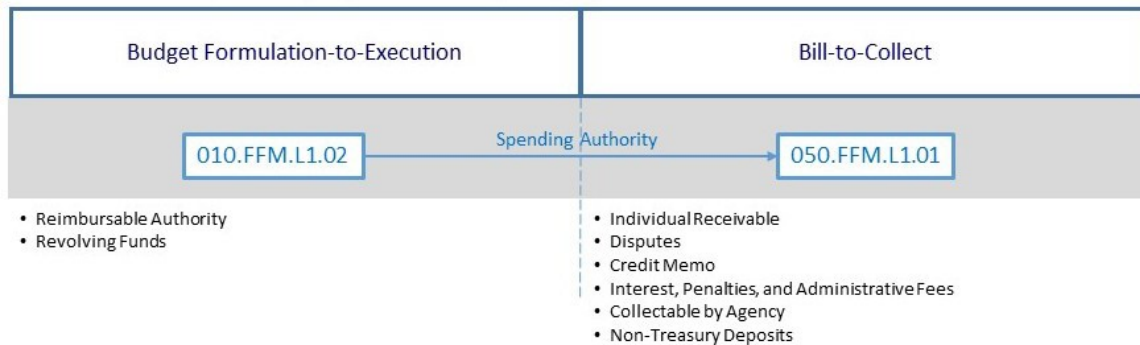 Budget Formulation-to-Execution
Bill-to-Collect
010.FFM.L1.02
Spending Authority
050.FFM.L1.01
• Reimbursable Authority
• Revolving Funds
• Individual Receivable
• Disputes
• Credit Memo
• Interest, Penalties, and Administrative Fees
• Collectable by Agency
• Non-Treasury Deposits